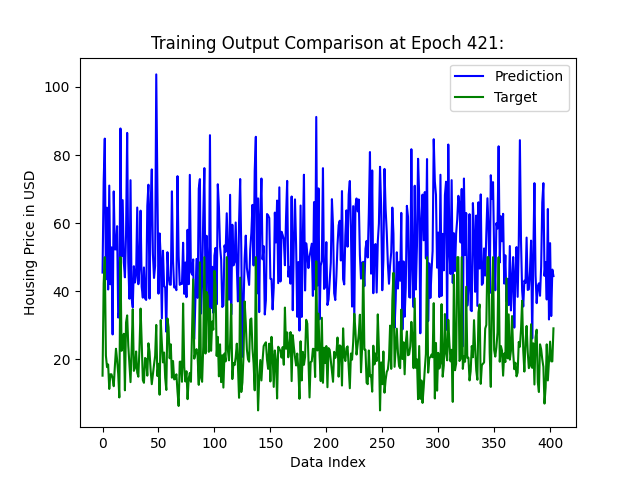 Training Output Comparison at Epoch 421:
Prediction
Target
Housing Price in USD
100
80
60
40
20
0 50 100 150 200 250 300 350 400
Data Index